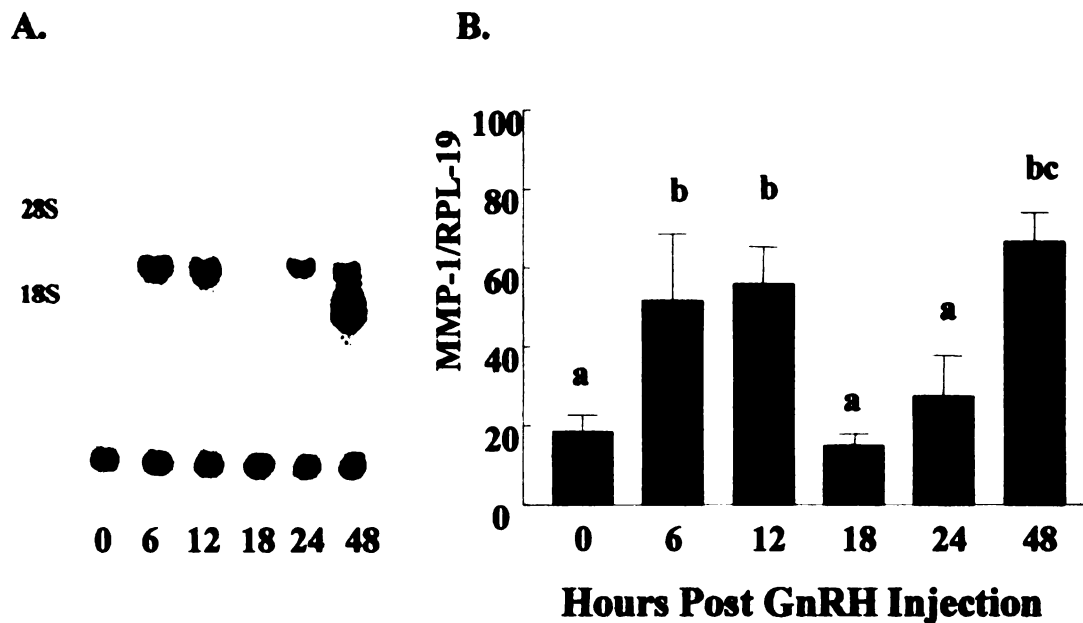 A.
28S
18S
0 6 12 18 24 48
B.
MMP-1/RPL-19
100
80
60
40
20
0
a b b a a bc
0 6 12 18 24 48
Hours Post GnRH Injection